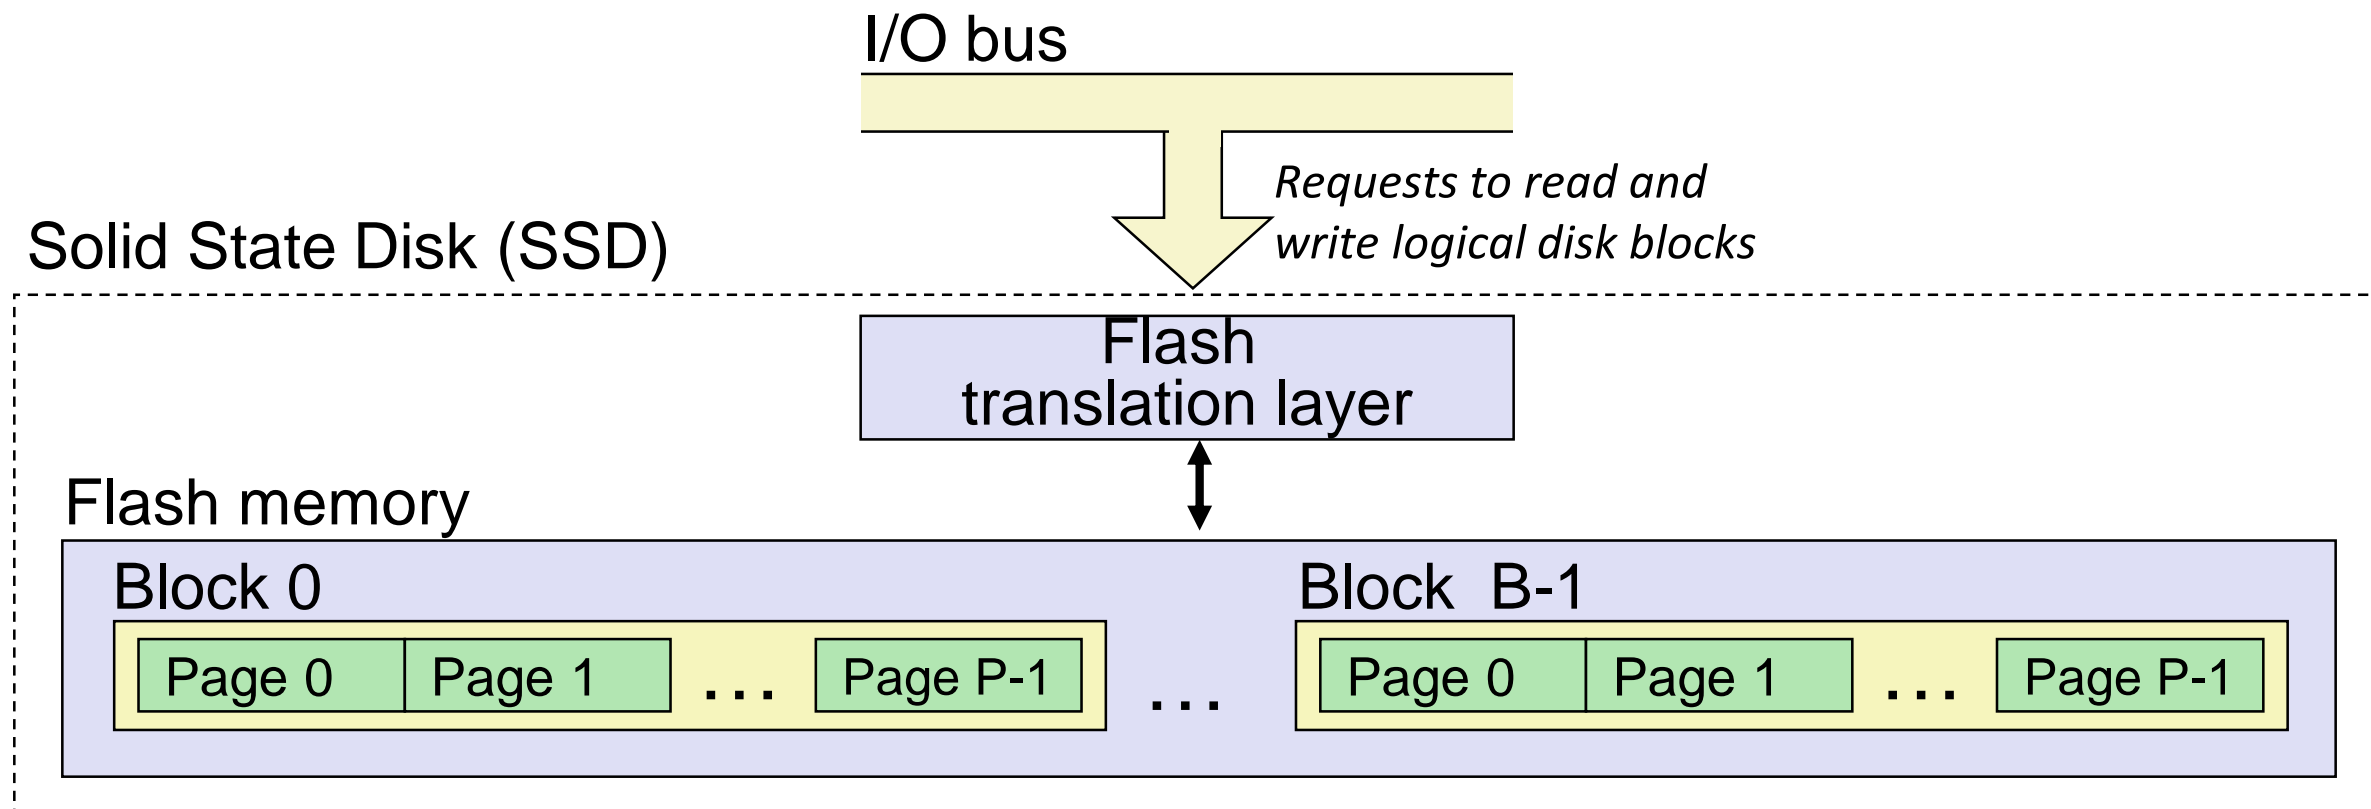 I/O bus
Requests to read and
write logical disk blocks
Solid State Disk (SSD)
Flash
translation layer
Flash memory
Block 0
Block B-1
Page 0 Page 1 ... Page P-1 ... Page 0 Page 1 ... Page P-1